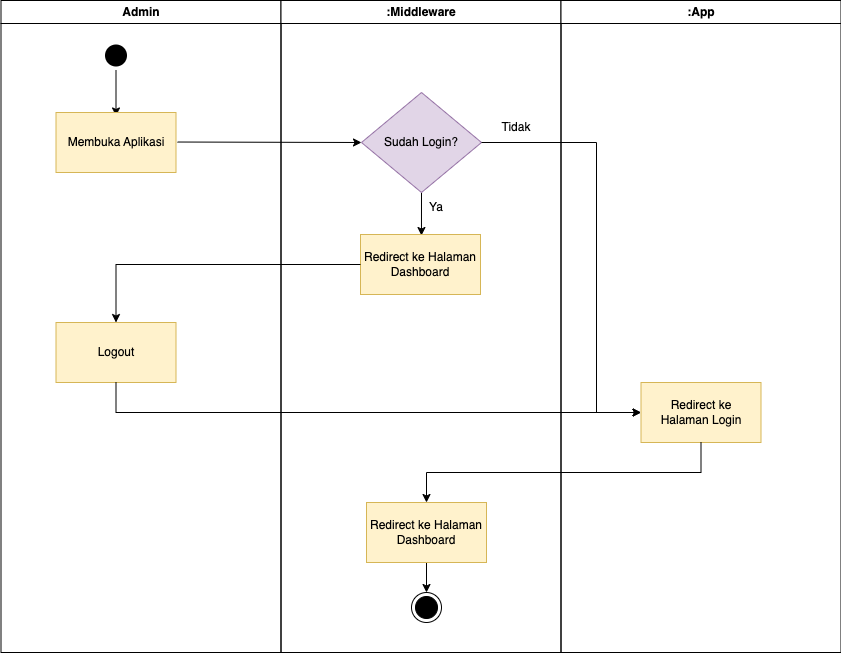 Admin
:Middleware
:App
Membuka Aplikasi
Sudah Login?
Tidak
Ya
Redirect ke Halaman
Dashboard
Logout
Redirect ke
Halaman Login
Redirect ke Halaman
Dashboard